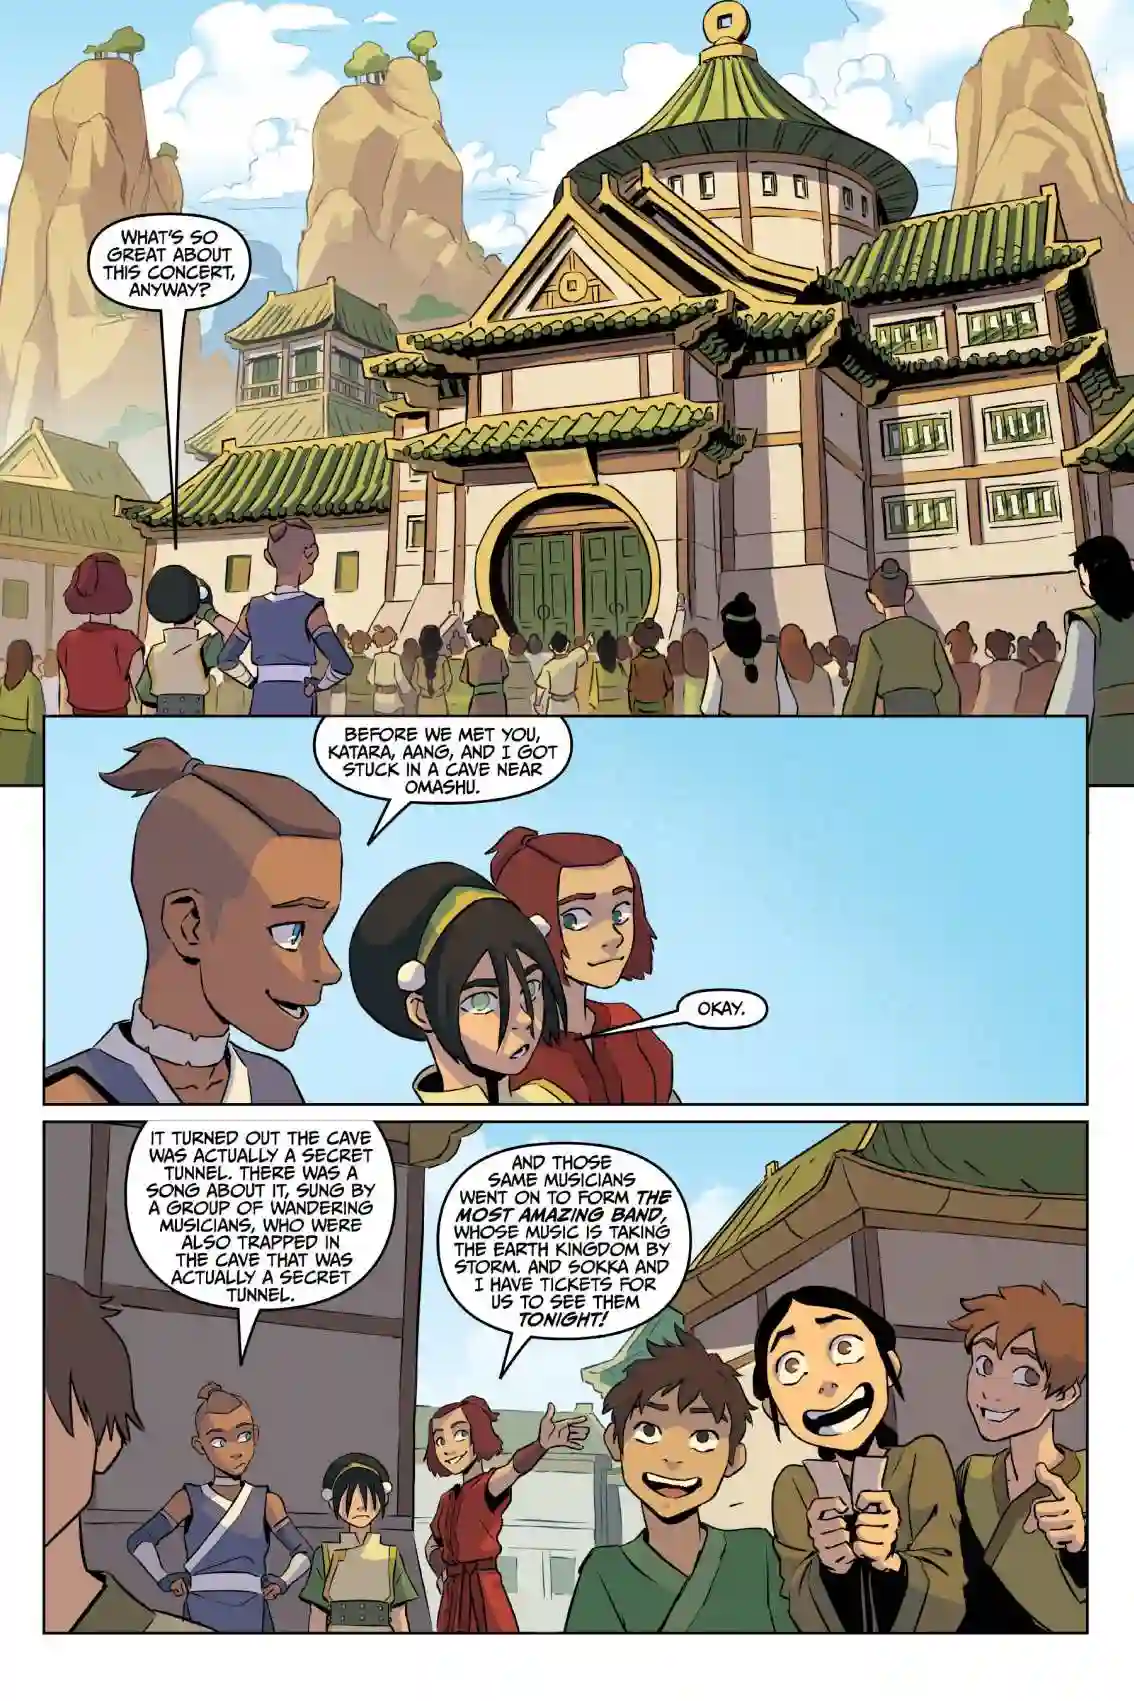 WHAT'S SO
GREAT ABOUT
THIS CONCERT,
ANYWAY?
BEFORE WE MET YOU,
KATARA, AANG, AND I GOT
STUCK IN A CAVE NEAR
OMASHU.
OKAY.
IT TURNED OUT THE CAVE
WAS ACTUALLY A SECRET
TUNNEL. THERE WAS A
SONG ABOUT IT, SUNG BY
A GROUP OF WANDERING
MUSICIANS, WHO WERE
ALSO TRAPPED IN
THE CAVE THAT WAS
ACTUALLY A SECRET
TUNNEL.
AND THOSE
SAME MUSICIANS
WENT ON TO FORM THE
MOST AMAZING BAND,
WHOSE MUSIC IS TAKING
THE EARTH KINGDOM BY
STORM. AND SOKKA AND
I HAVE TICKETS FOR
US TO SEE THEM
TONIGHT!